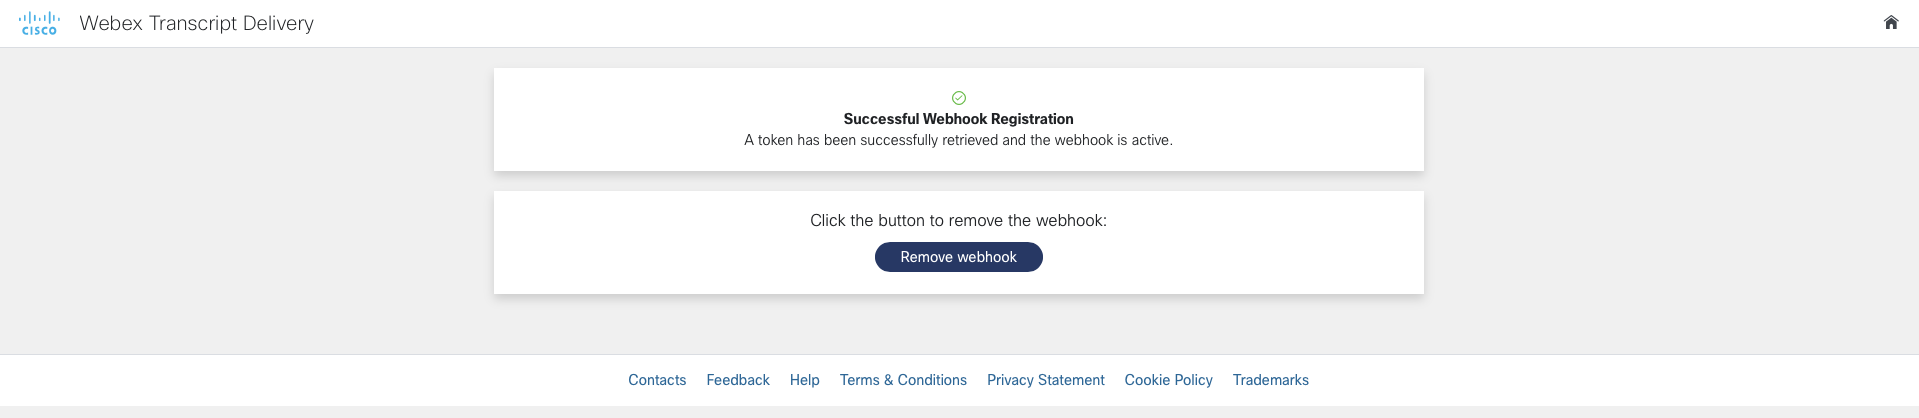 CISCO
Webex Transcript Delivery
Successful Webhook Registration
A token has been successfully retrieved and the webhook is active.
Click the button to remove the webhook:
Remove webhook
Contacts Feedback Help Terms & Conditions Privacy Statement Cookie Policy Trademarks